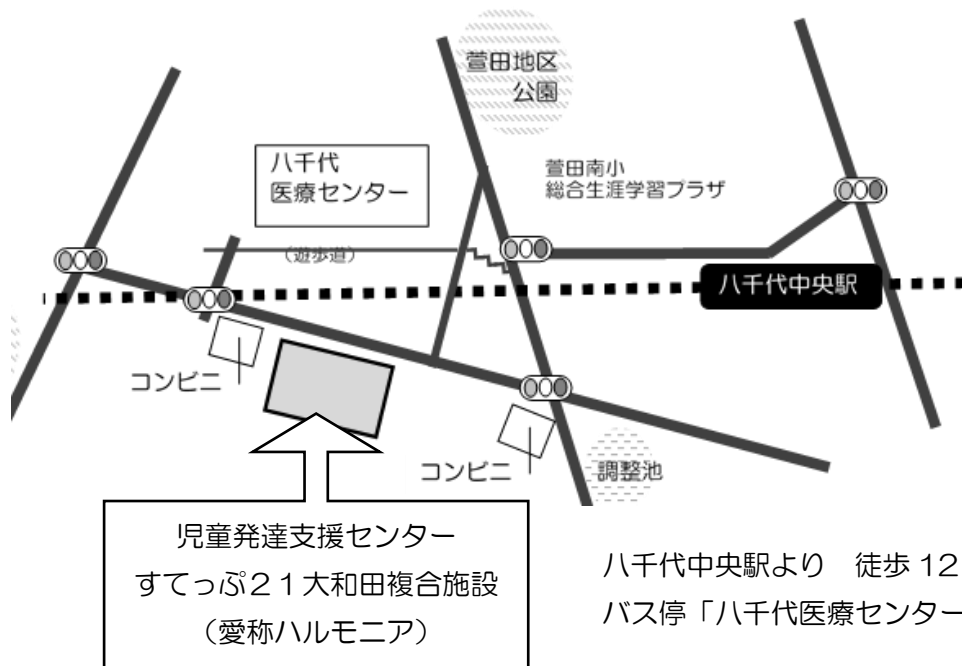 萱田地区
公園
八千代
医療センター
萱田南小
総合生涯学習プラザ
（遊歩道）
八千代中央駅
コンビニ
コンビニ
調整池
児童発達支援センター
すてっぷ２１大和田複合施設
（愛称ハルモニア）
八千代中央駅より　徒歩 12
バス停「八千代医療センター